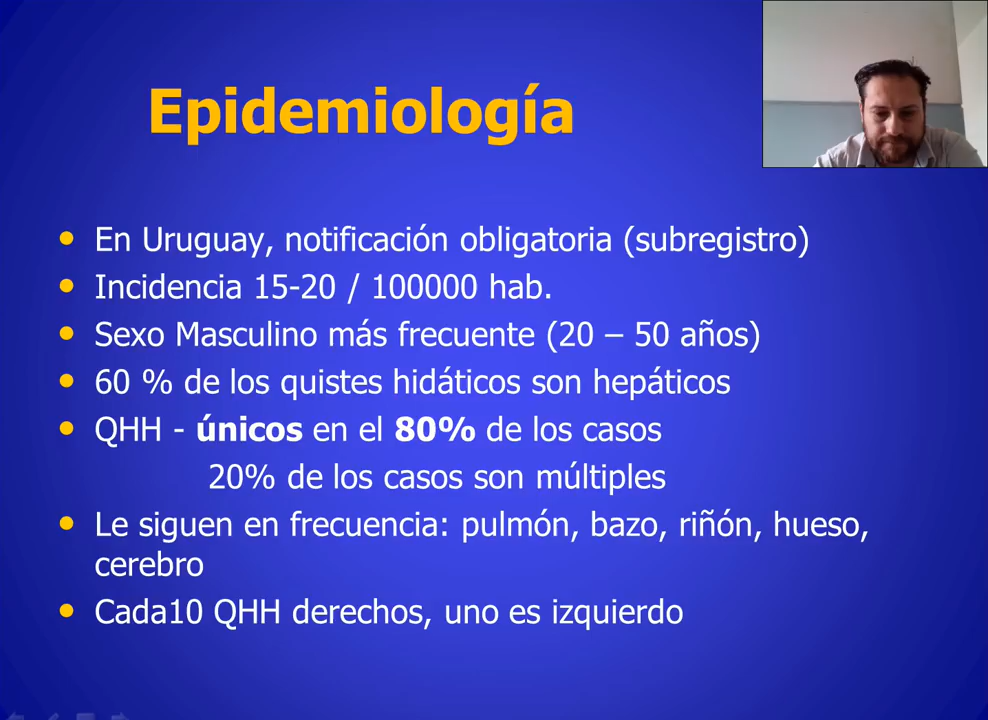 Epidemiología
• En Uruguay, notificación obligatoria (subregistro)
• Incidencia 15-20 / 100000 hab.
• Sexo Masculino más frecuente (20 – 50 años)
• 60 % de los quistes hidáticos son hepáticos
• QHH - únicos en el 80% de los casos
20% de los casos son múltiples
• Le siguen en frecuencia: pulmón, bazo, riñón, hueso,
cerebro
• Cada10 QHH derechos, uno es izquierdo